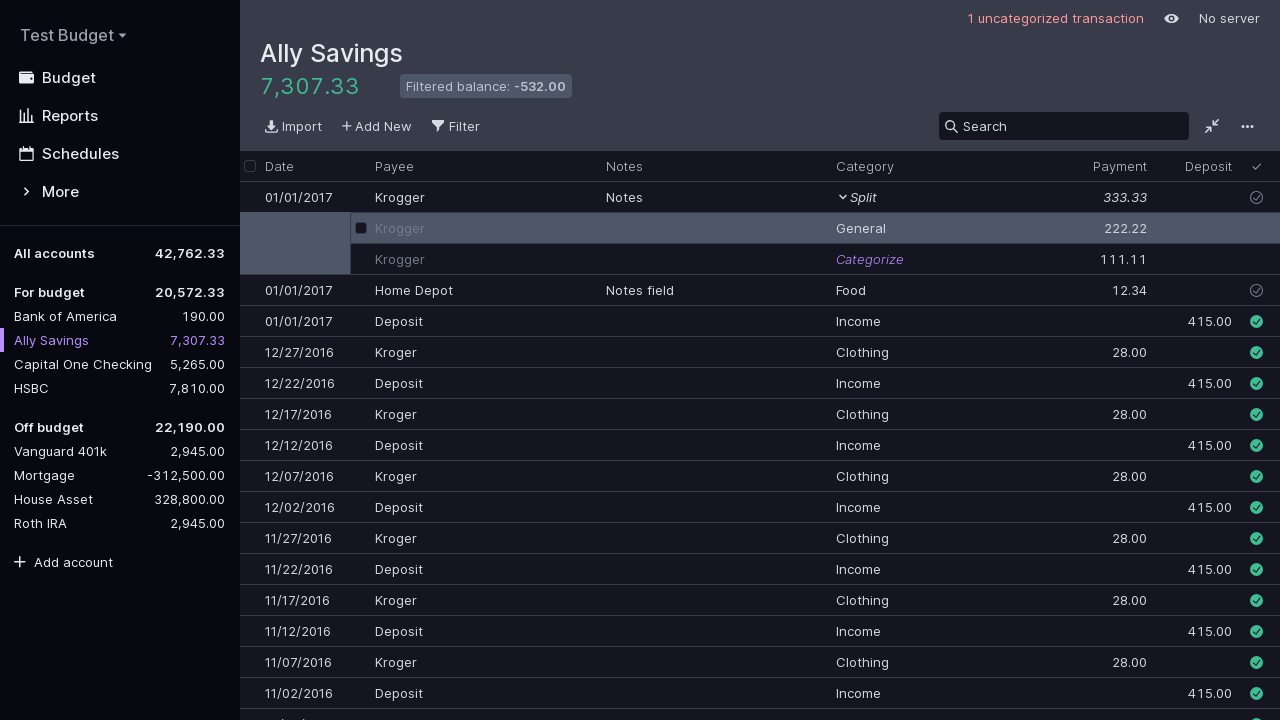 Test Budget
Budget
Reports
Schedules
More
All accounts 42,762.33
For budget 20,572.33
Bank of America 190.00
Ally Savings 7,307.33
Capital One Checking 5,265.00
HSBC 7,810.00
Off budget 22,190.00
Vanguard 401k 2,945.00
Mortgage -312,500.00
House Asset 328,800.00
Roth IRA 2,945.00
Add account
1 uncategorized transaction No server
Ally Savings
7,307.33 Filtered balance: -532.00
Import Add New Filter Search
Date Payee Notes Category Payment Deposit
01/01/2017 Krogger Notes Split 333.33
Krogger General 222.22
Krogger Categorize 111.11
01/01/2017 Home Depot Notes field Food 12.34
01/01/2017 Deposit Income 415.00
12/27/2016 Kroger Clothing 28.00
12/22/2016 Deposit Income 415.00
12/17/2016 Kroger Clothing 28.00
12/12/2016 Deposit Income 415.00
12/07/2016 Kroger Clothing 28.00
12/02/2016 Deposit Income 415.00
11/27/2016 Kroger Clothing 28.00
11/22/2016 Deposit Income 415.00
11/17/2016 Kroger Clothing 28.00
11/12/2016 Deposit Income 415.00
11/07/2016 Kroger Clothing 28.00
11/02/2016 Deposit Income 415.00